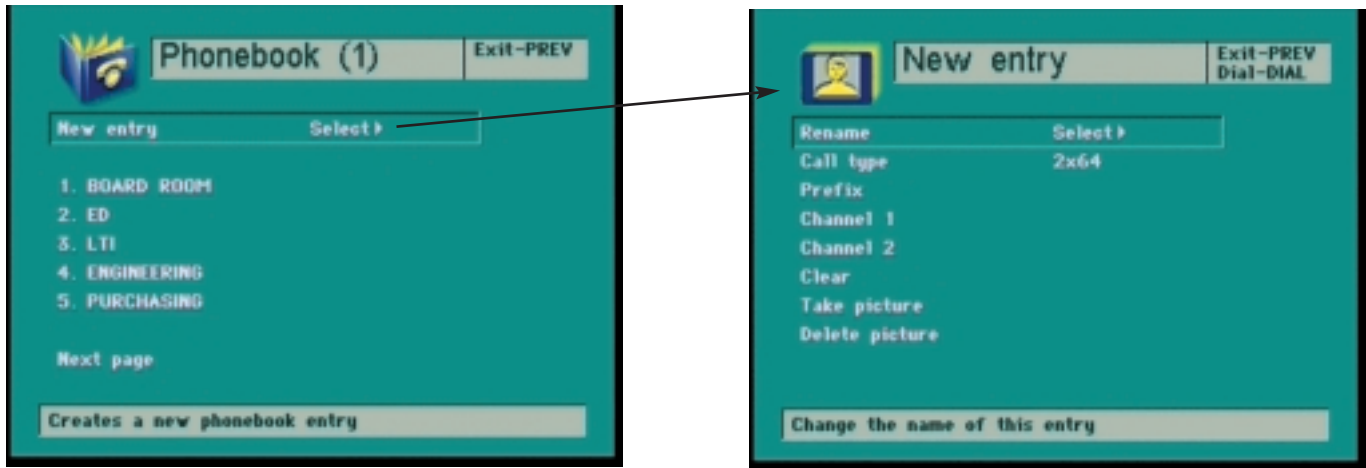 Phonebook (1)
Exit-PREV
New entry Select
1. BOARD ROOM
2. ED
3. LTI
4. ENGINEERING
5. PURCHASING
Next page
Creates a new phonebook entry
New entry
Exit-PREV
Dial-DIAL
Rename Select
Call type 2x64
Prefix
Channel 1
Channel 2
Clear
Take picture
Delete picture
Change the name of this entry